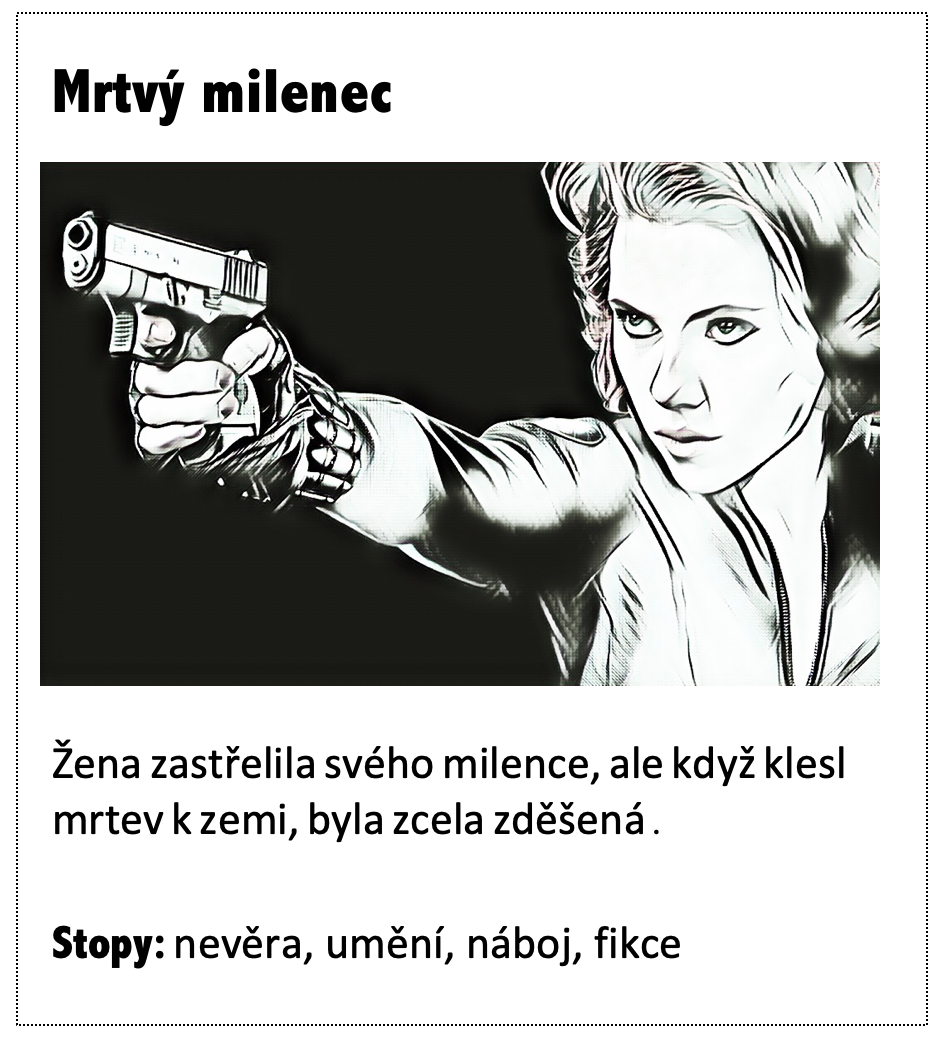 Mrtvý milenec
Žena zastřelila svého milence, ale když klesl
mrtev k zemi, byla zcela zděšená .
Stopy: nevěra, umění, náboj, fikce